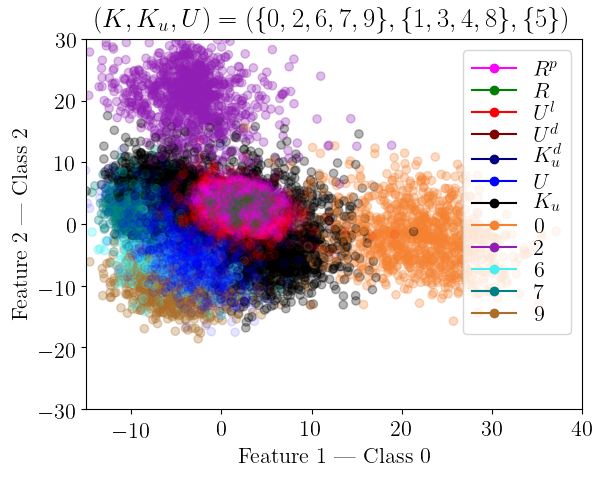 (K, K_u, U) = ({0, 2, 6, 7, 9}, {1, 3, 4, 8}, {5})
30
20
10
0
−10
−20
−30
Feature 2 — Class 2
R^p
R
U^l
U^d
K_u^d
U
K_u
0
2
6
7
9
−10
0
10
20
30
40
Feature 1 — Class 0